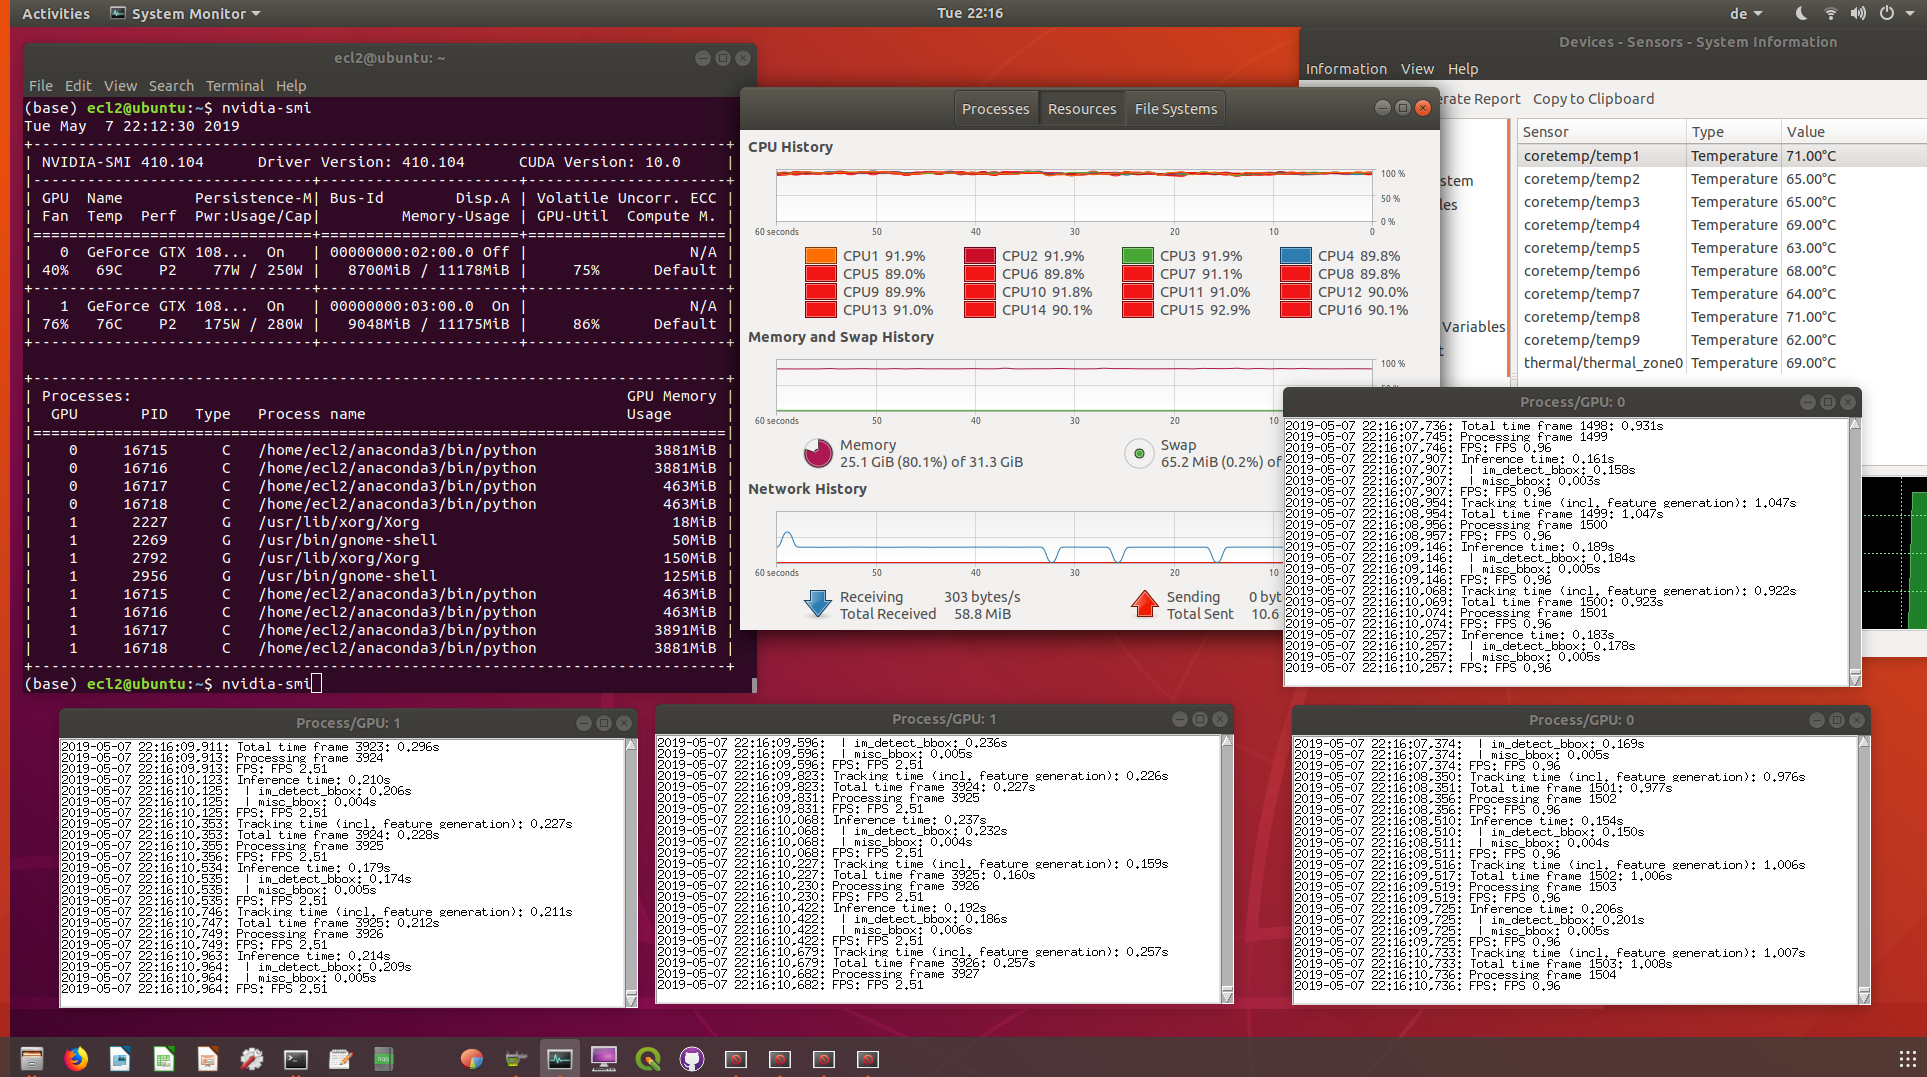 Activities
System Monitor
Tue 22:16
de
ecl2@ubuntu: ~
File Edit View Search Terminal Help
(base) ecl2@ubuntu:~$ nvidia-smi
Tue May  7 22:12:30 2019
+-----------------------------------------------------------------------------+
| NVIDIA-SMI 410.104      Driver Version: 410.104      CUDA Version: 10.0     |
|-------------------------------+----------------------+----------------------+
| GPU  Name        Persistence-M| Bus-Id        Disp.A | Volatile Uncorr. ECC |
| Fan  Temp  Perf  Pwr:Usage/Cap|         Memory-Usage | GPU-Util  Compute M. |
|===============================+======================+======================|
|   0  GeForce GTX 108...  On   | 00000000:02:00.0 Off |                  N/A |
| 40%   69C    P2    77W / 250W |   8700MiB / 11178MiB |     75%      Default |
+-------------------------------+----------------------+----------------------+
|   1  GeForce GTX 108...  On   | 00000000:03:00.0  On |                  N/A |
| 76%   76C    P2   175W / 280W |   9048MiB / 11175MiB |     86%      Default |
+-------------------------------+----------------------+----------------------+
+-----------------------------------------------------------------------------+
| Processes:                                                       GPU Memory |
|  GPU       PID   Type   Process name                             Usage      |
|=============================================================================|
|    0     16715      C   /home/ecl2/anaconda3/bin/python             3881MiB |
|    0     16716      C   /home/ecl2/anaconda3/bin/python             3881MiB |
|    0     16717      C   /home/ecl2/anaconda3/bin/python              463MiB |
|    0     16718      C   /home/ecl2/anaconda3/bin/python              463MiB |
|    1      2227      G   /usr/lib/xorg/Xorg                            18MiB |
|    1      2269      G   /usr/bin/gnome-shell                          50MiB |
|    1      2792      G   /usr/lib/xorg/Xorg                           150MiB |
|    1      2956      G   /usr/bin/gnome-shell                         125MiB |
|    1     16715      C   /home/ecl2/anaconda3/bin/python              463MiB |
|    1     16716      C   /home/ecl2/anaconda3/bin/python              463MiB |
|    1     16717      C   /home/ecl2/anaconda3/bin/python             3891MiB |
|    1     16718      C   /home/ecl2/anaconda3/bin/python             3881MiB |
+-----------------------------------------------------------------------------+
(base) ecl2@ubuntu:~$ nvidia-smi
Processes Resources File Systems
CPU History
100 %
50 %
0 %
60 seconds 50 40 30 20 10 0
CPU1 91.9% CPU2 91.9% CPU3 91.9% CPU4 89.8%
CPU5 89.0% CPU6 89.8% CPU7 91.1% CPU8 89.8%
CPU9 89.9% CPU10 91.8% CPU11 91.0% CPU12 90.0%
CPU13 91.0% CPU14 90.1% CPU15 92.9% CPU16 90.1%
Memory and Swap History
100 %
60 seconds 50 40 30 20 10
Memory
25.1 GiB (80.1%) of 31.3 GiB
Swap
65.2 MiB (0.2%) of
Network History
60 seconds 50 40 30 20 10
Receiving 303 bytes/s
Total Received 58.8 MiB
Sending 0 byt
Total Sent 10.6
Devices - Sensors - System Information
Information View Help
erate Report Copy to Clipboard
stem
les
Variables
t
Sensor Type Value
coretemp/temp1 Temperature 71.00°C
coretemp/temp2 Temperature 65.00°C
coretemp/temp3 Temperature 65.00°C
coretemp/temp4 Temperature 69.00°C
coretemp/temp5 Temperature 63.00°C
coretemp/temp6 Temperature 68.00°C
coretemp/temp7 Temperature 64.00°C
coretemp/temp8 Temperature 71.00°C
coretemp/temp9 Temperature 62.00°C
thermal/thermal_zone0 Temperature 69.00°C
Process/GPU: 0
2019-05-07 22:16:07,736: Total time frame 1498: 0.931s
2019-05-07 22:16:07,745: Processing frame 1499
2019-05-07 22:16:07,746: FPS: FPS 0.96
2019-05-07 22:16:07,907: Inference time: 0.161s
2019-05-07 22:16:07,907:  | im_detect_bbox: 0.158s
2019-05-07 22:16:07,907:  | misc_bbox: 0.003s
2019-05-07 22:16:07,907: FPS: FPS 0.96
2019-05-07 22:16:08,954: Tracking time (incl. feature generation): 1.047s
2019-05-07 22:16:08,954: Total time frame 1499: 1.047s
2019-05-07 22:16:08,956: Processing frame 1500
2019-05-07 22:16:08,957: FPS: FPS 0.96
2019-05-07 22:16:09,146: Inference time: 0.189s
2019-05-07 22:16:09,146:  | im_detect_bbox: 0.184s
2019-05-07 22:16:09,146:  | misc_bbox: 0.005s
2019-05-07 22:16:09,146: FPS: FPS 0.96
2019-05-07 22:16:10,068: Tracking time (incl. feature generation): 0.922s
2019-05-07 22:16:10,069: Total time frame 1500: 0.923s
2019-05-07 22:16:10,074: Processing frame 1501
2019-05-07 22:16:10,074: FPS: FPS 0.96
2019-05-07 22:16:10,257: Inference time: 0.183s
2019-05-07 22:16:10,257:  | im_detect_bbox: 0.178s
2019-05-07 22:16:10,257:  | misc_bbox: 0.005s
2019-05-07 22:16:10,257: FPS: FPS 0.96
Process/GPU: 1
2019-05-07 22:16:09,911: Total time frame 3923: 0.296s
2019-05-07 22:16:09,913: Processing frame 3924
2019-05-07 22:16:09,913: FPS: FPS 2.51
2019-05-07 22:16:10,123: Inference time: 0.210s
2019-05-07 22:16:10,125:  | im_detect_bbox: 0.206s
2019-05-07 22:16:10,125:  | misc_bbox: 0.004s
2019-05-07 22:16:10,125: FPS: FPS 2.51
2019-05-07 22:16:10,353: Tracking time (incl. feature generation): 0.227s
2019-05-07 22:16:10,353: Total time frame 3924: 0.228s
2019-05-07 22:16:10,355: Processing frame 3925
2019-05-07 22:16:10,356: FPS: FPS 2.51
2019-05-07 22:16:10,534: Inference time: 0.179s
2019-05-07 22:16:10,535:  | im_detect_bbox: 0.174s
2019-05-07 22:16:10,535:  | misc_bbox: 0.005s
2019-05-07 22:16:10,535: FPS: FPS 2.51
2019-05-07 22:16:10,746: Tracking time (incl. feature generation): 0.211s
2019-05-07 22:16:10,747: Total time frame 3925: 0.212s
2019-05-07 22:16:10,749: Processing frame 3926
2019-05-07 22:16:10,749: FPS: FPS 2.51
2019-05-07 22:16:10,963: Inference time: 0.214s
2019-05-07 22:16:10,964:  | im_detect_bbox: 0.209s
2019-05-07 22:16:10,964:  | misc_bbox: 0.005s
2019-05-07 22:16:10,964: FPS: FPS 2.51
Process/GPU: 1
2019-05-07 22:16:09,596:  | im_detect_bbox: 0.236s
2019-05-07 22:16:09,596:  | misc_bbox: 0.005s
2019-05-07 22:16:09,596: FPS: FPS 2.51
2019-05-07 22:16:09,823: Tracking time (incl. feature generation): 0.226s
2019-05-07 22:16:09,823: Total time frame 3924: 0.227s
2019-05-07 22:16:09,831: Processing frame 3925
2019-05-07 22:16:09,831: FPS: FPS 2.51
2019-05-07 22:16:10,068: Inference time: 0.237s
2019-05-07 22:16:10,068:  | im_detect_bbox: 0.232s
2019-05-07 22:16:10,068:  | misc_bbox: 0.004s
2019-05-07 22:16:10,068: FPS: FPS 2.51
2019-05-07 22:16:10,227: Tracking time (incl. feature generation): 0.159s
2019-05-07 22:16:10,227: Total time frame 3925: 0.160s
2019-05-07 22:16:10,230: Processing frame 3926
2019-05-07 22:16:10,230: FPS: FPS 2.51
2019-05-07 22:16:10,422: Inference time: 0.192s
2019-05-07 22:16:10,422:  | im_detect_bbox: 0.186s
2019-05-07 22:16:10,422:  | misc_bbox: 0.006s
2019-05-07 22:16:10,422: FPS: FPS 2.51
2019-05-07 22:16:10,679: Tracking time (incl. feature generation): 0.257s
2019-05-07 22:16:10,679: Total time frame 3926: 0.257s
2019-05-07 22:16:10,682: Processing frame 3927
2019-05-07 22:16:10,682: FPS: FPS 2.51
Process/GPU: 0
2019-05-07 22:16:07,374:  | im_detect_bbox: 0.169s
2019-05-07 22:16:07,374:  | misc_bbox: 0.005s
2019-05-07 22:16:07,374: FPS: FPS 0.96
2019-05-07 22:16:08,350: Tracking time (incl. feature generation): 0.976s
2019-05-07 22:16:08,351: Total time frame 1501: 0.977s
2019-05-07 22:16:08,356: Processing frame 1502
2019-05-07 22:16:08,356: FPS: FPS 0.96
2019-05-07 22:16:08,510: Inference time: 0.154s
2019-05-07 22:16:08,510:  | im_detect_bbox: 0.150s
2019-05-07 22:16:08,511:  | misc_bbox: 0.004s
2019-05-07 22:16:08,511: FPS: FPS 0.96
2019-05-07 22:16:09,516: Tracking time (incl. feature generation): 1.006s
2019-05-07 22:16:09,517: Total time frame 1502: 1.006s
2019-05-07 22:16:09,519: Processing frame 1503
2019-05-07 22:16:09,519: FPS: FPS 0.96
2019-05-07 22:16:09,725: Inference time: 0.206s
2019-05-07 22:16:09,725:  | im_detect_bbox: 0.201s
2019-05-07 22:16:09,725:  | misc_bbox: 0.005s
2019-05-07 22:16:09,725: FPS: FPS 0.96
2019-05-07 22:16:10,733: Tracking time (incl. feature generation): 1.007s
2019-05-07 22:16:10,733: Total time frame 1503: 1.008s
2019-05-07 22:16:10,736: Processing frame 1504
2019-05-07 22:16:10,736: FPS: FPS 0.96